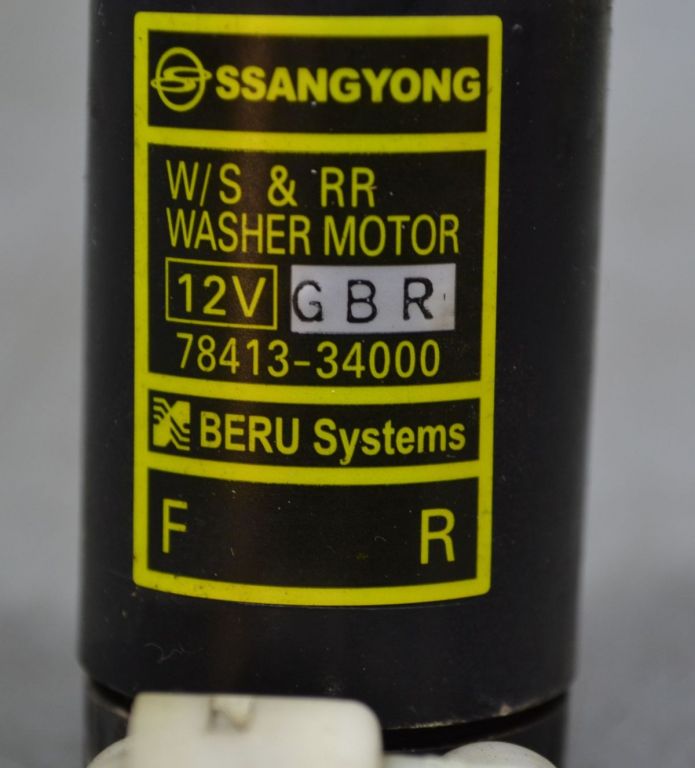 SSANGYONG
W/S & RR
WASHER MOTOR
12V GBR
78413-34000
BERU Systems
F R